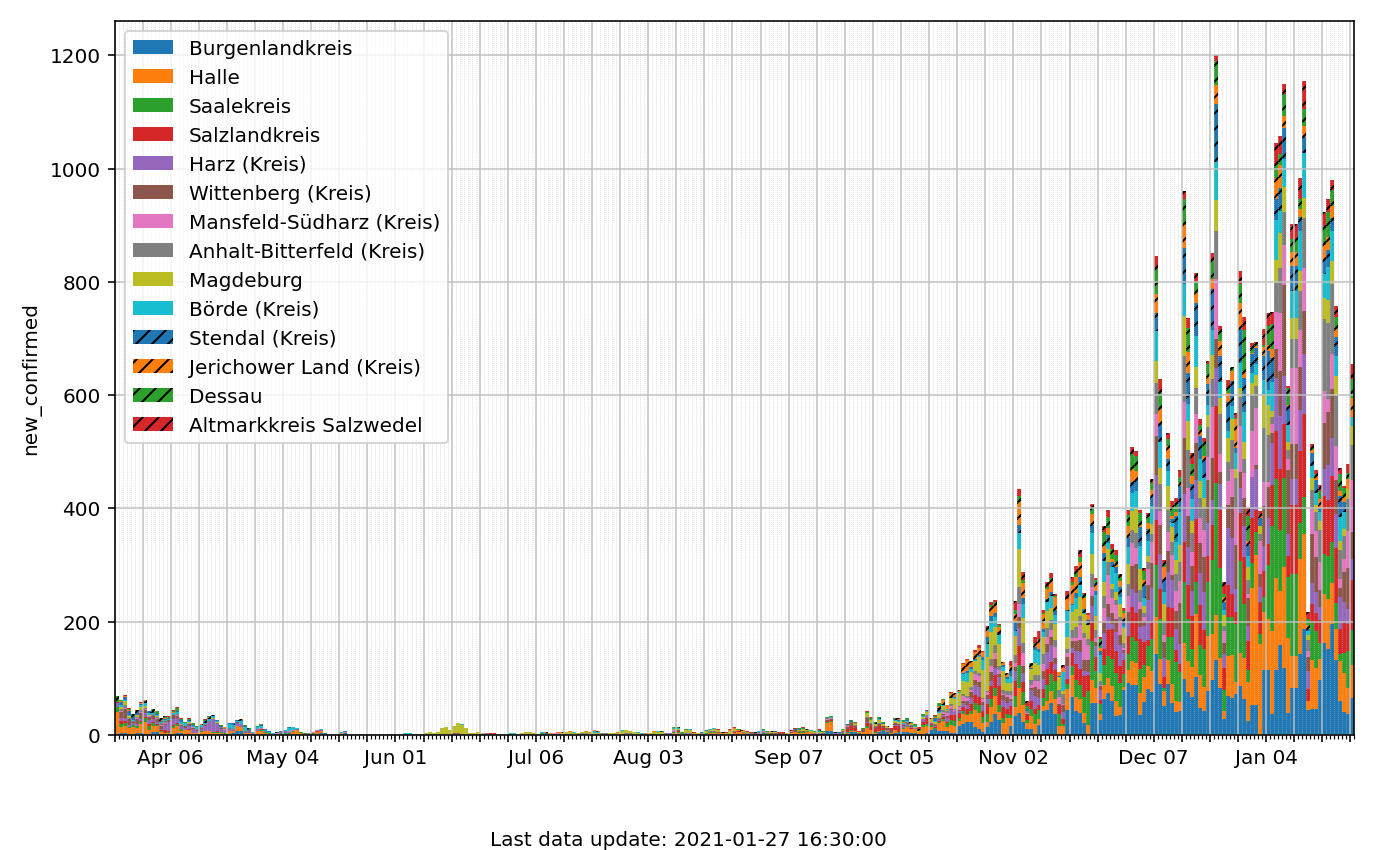 1200
1000
800
600
400
200
0
new_confirmed
Burgenlandkreis
Halle
Saalekreis
Salzlandkreis
Harz (Kreis)
Wittenberg (Kreis)
Mansfeld-Südharz (Kreis)
Anhalt-Bitterfeld (Kreis)
Magdeburg
Börde (Kreis)
Stendal (Kreis)
Jerichower Land (Kreis)
Dessau
Altmarkkreis Salzwedel
Apr 06 May 04 Jun 01 Jul 06 Aug 03 Sep 07 Oct 05 Nov 02 Dec 07 Jan 04
Last data update: 2021-01-27 16:30:00